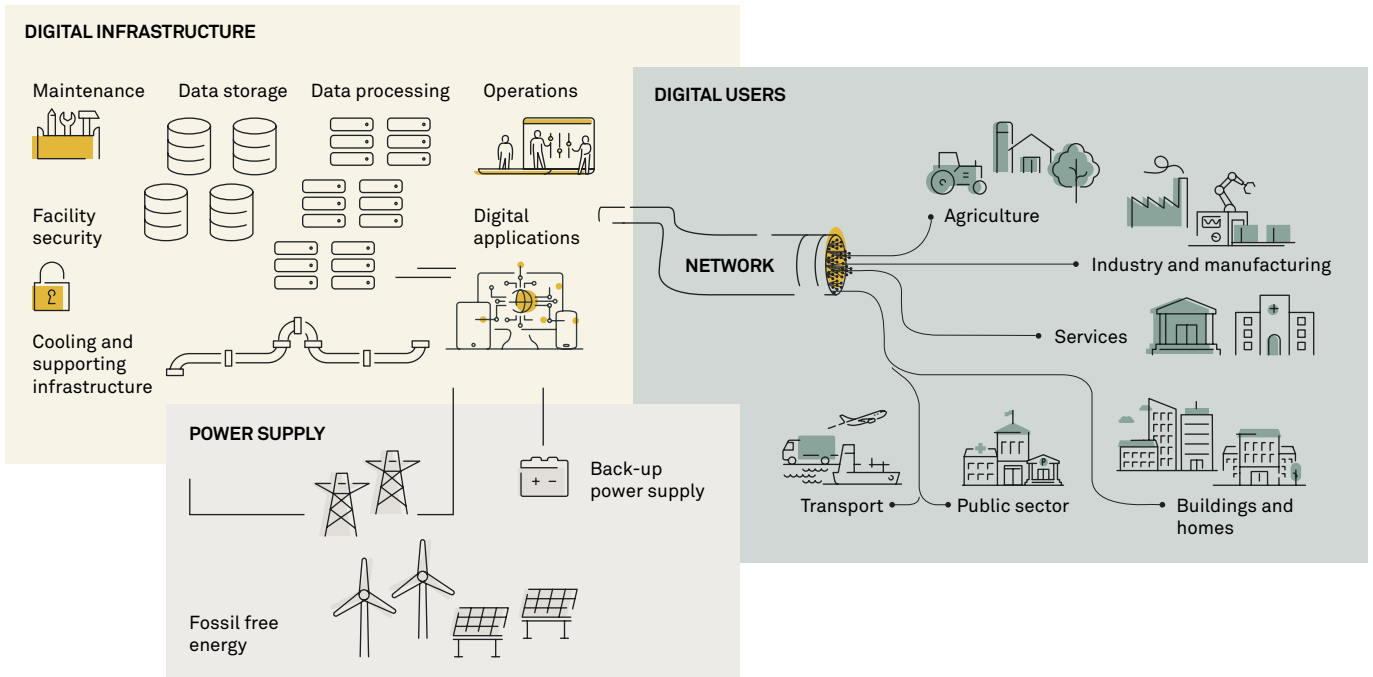 DIGITAL INFRASTRUCTURE
Maintenance
Data storage
Data processing
Operations
Facility
security
Digital
applications
Cooling and
supporting
infrastructure
POWER SUPPLY
Back-up
power supply
Fossil free
energy
DIGITAL USERS
NETWORK
Agriculture
Industry and manufacturing
Services
Transport
Public sector
P
Buildings and
homes